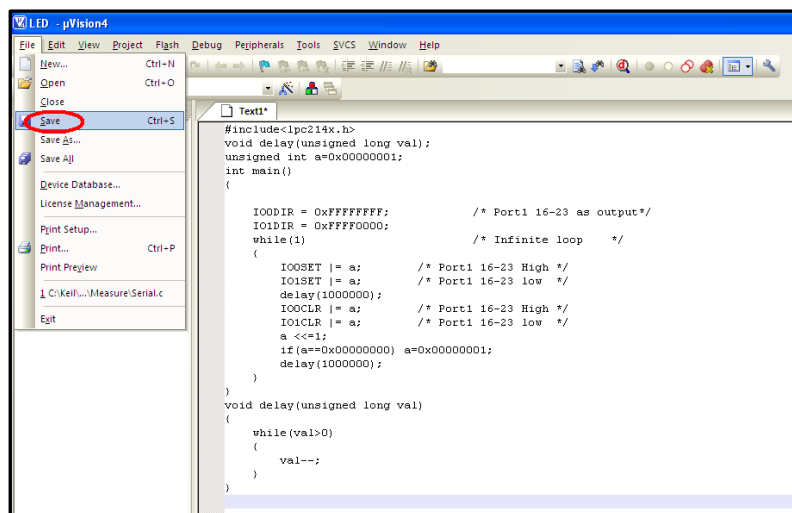 LED - µVision4
File Edit View Project Flash Debug Peripherals Tools SVCS Window Help
New... Ctrl+N
Open Ctrl+O
Close
Save Ctrl+S
Save As...
Save All
Device Database...
License Management...
Print Setup...
Print... Ctrl+P
Print Preview
1 C:\Keil\...\Measure\Serial.c
Exit
Text1*
#include<lpc214x.h>
void delay(unsigned long val);
unsigned int a=0x00000001;
int main()
{
IO0DIR = 0xFFFFFFFF; /* Port1 16-23 as output*/
IO1DIR = 0xFFFF0000;
while(1) /* Infinite loop */
{
IO0SET |= a; /* Port1 16-23 High */
IO1SET |= a; /* Port1 16-23 low */
delay(1000000);
IO0CLR |= a; /* Port1 16-23 High */
IO1CLR |= a; /* Port1 16-23 low */
a <<=1;
if(a==0x00000000) a=0x00000001;
delay(1000000);
}
}
void delay(unsigned long val)
{
while(val>0)
{
val--;
}
}